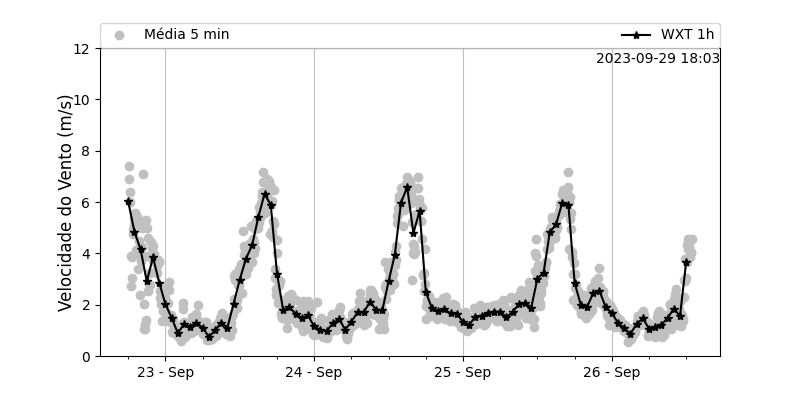 Média 5 min
WXT 1h
2023-09-29 18:03
Velocidade do Vento (m/s)
12
10
8
6
4
2
0
23 - Sep
24 - Sep
25 - Sep
26 - Sep